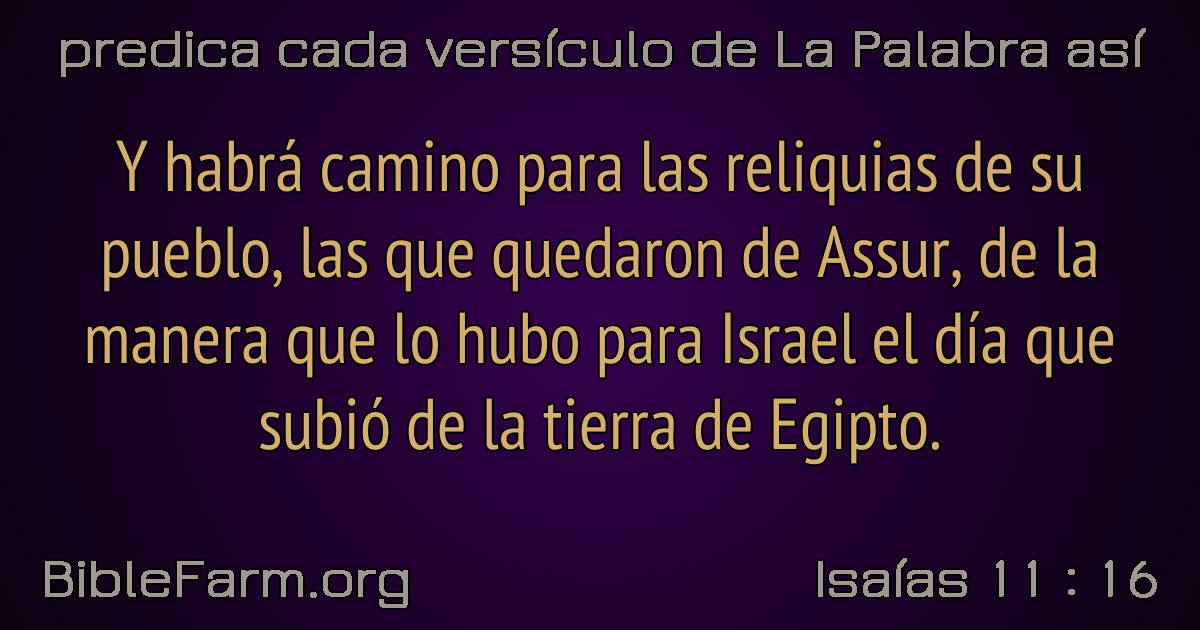 predica cada versículo de La Palabra así
Y habrá camino para las reliquias de su
pueblo, las que quedaron de Assur, de la
manera que lo hubo para Israel el día que
subió de la tierra de Egipto.
BibleFarm.org
Isaías 11 : 16